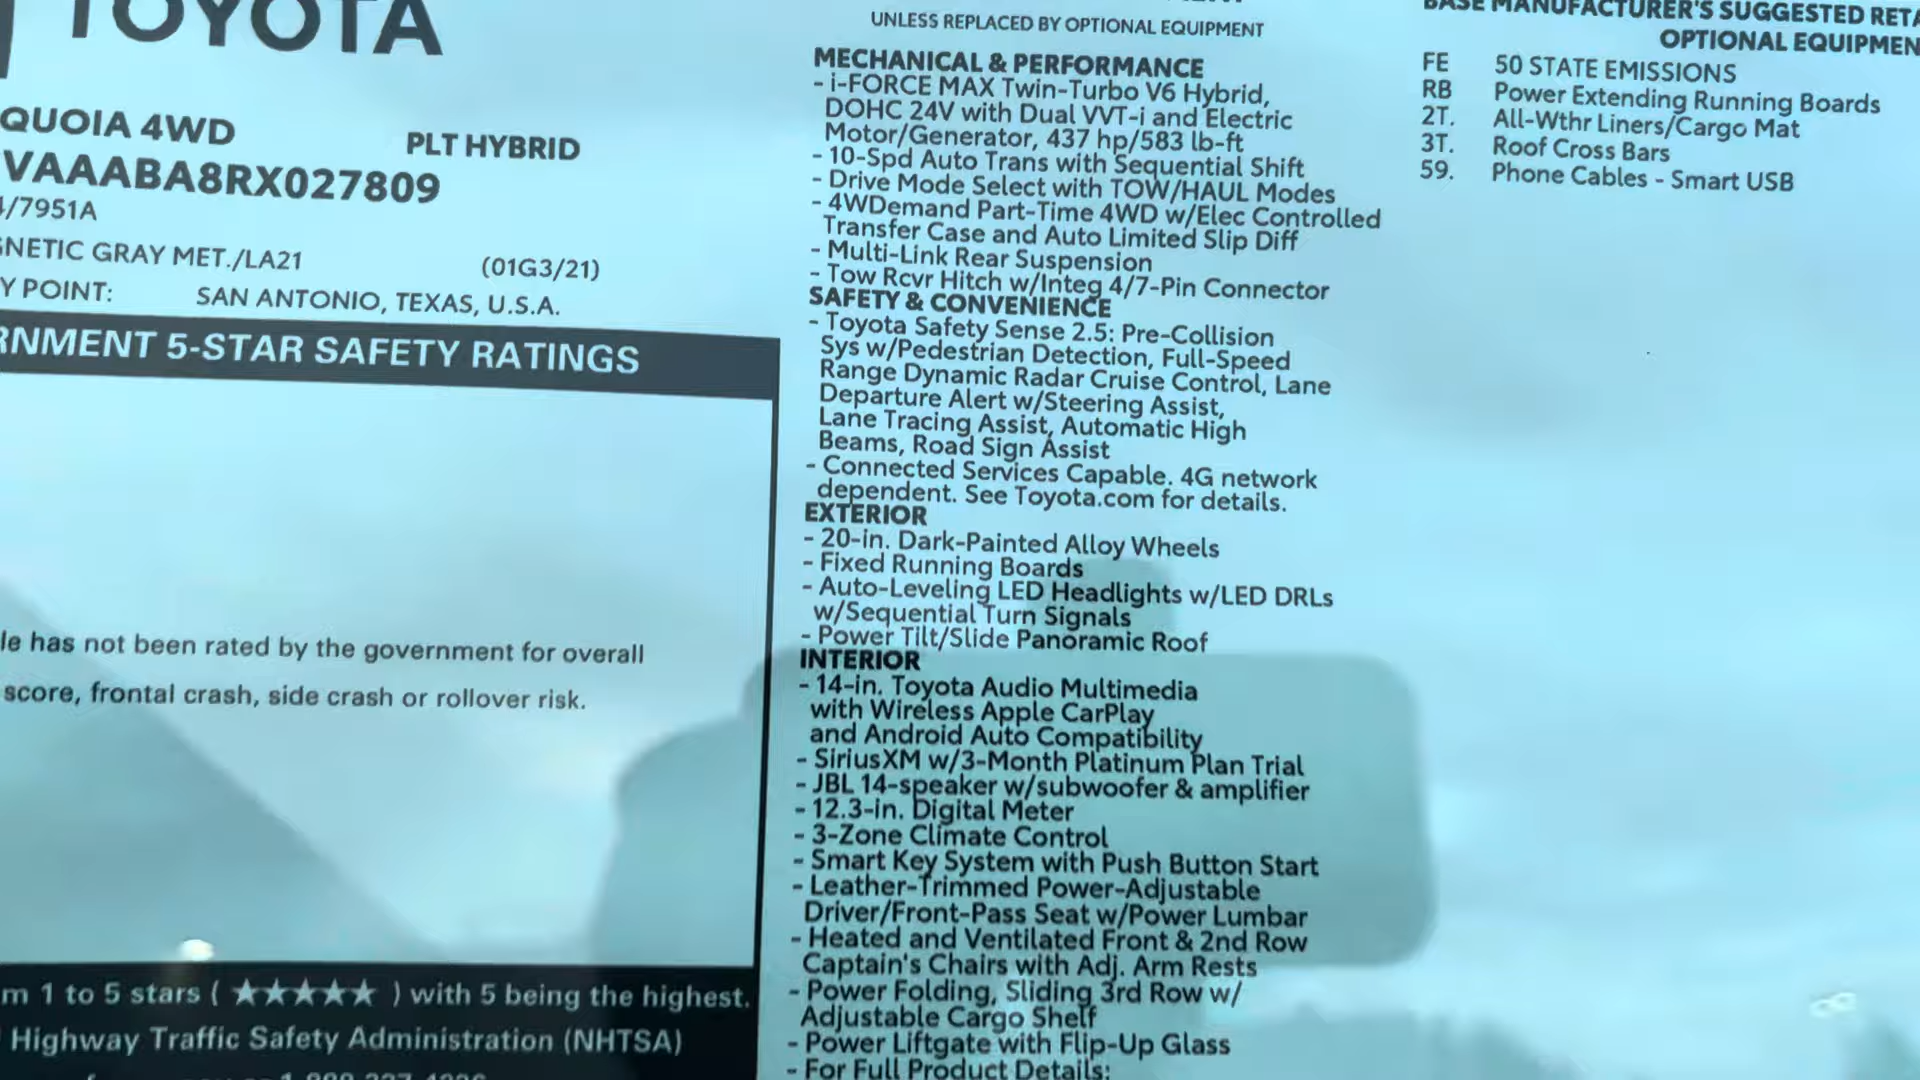 TOYOTA
QUOIA 4WD
PLT HYBRID
VAAABA8RX027809
/7951A
NETIC GRAY MET./LA21
(01G3/21)
Y POINT:
SAN ANTONIO, TEXAS, U.S.A.
RNMENT 5-STAR SAFETY RATINGS
le has not been rated by the government for overall
score, frontal crash, side crash or rollover risk.
m 1 to 5 stars ( ★★★★★ ) with 5 being the highest.
Highway Traffic Safety Administration (NHTSA)
UNLESS REPLACED BY OPTIONAL EQUIPMENT
MECHANICAL & PERFORMANCE
- i-FORCE MAX Twin-Turbo V6 Hybrid,
DOHC 24V with Dual VVT-i and Electric
Motor/Generator, 437 hp/583 lb-ft
- 10-Spd Auto Trans with Sequential Shift
- Drive Mode Select with TOW/HAUL Modes
- 4WDemand Part-Time 4WD w/Elec Controlled
Transfer Case and Auto Limited Slip Diff
- Multi-Link Rear Suspension
- Tow Rcvr Hitch w/Integ 4/7-Pin Connector
SAFETY & CONVENIENCE
- Toyota Safety Sense 2.5: Pre-Collision
Sys w/Pedestrian Detection, Full-Speed
Range Dynamic Radar Cruise Control, Lane
Departure Alert w/Steering Assist,
Lane Tracing Assist, Automatic High
Beams, Road Sign Assist
- Connected Services Capable. 4G network
dependent. See Toyota.com for details.
EXTERIOR
- 20-in. Dark-Painted Alloy Wheels
- Fixed Running Boards
- Auto-Leveling LED Headlights w/LED DRLs
w/Sequential Turn Signals
- Power Tilt/Slide Panoramic Roof
INTERIOR
- 14-in. Toyota Audio Multimedia
with Wireless Apple CarPlay
and Android Auto Compatibility
- SiriusXM w/3-Month Platinum Plan Trial
- JBL 14-speaker w/subwoofer & amplifier
- 12.3-in. Digital Meter
- 3-Zone Climate Control
- Smart Key System with Push Button Start
- Leather-Trimmed Power-Adjustable
Driver/Front-Pass Seat w/Power Lumbar
- Heated and Ventilated Front & 2nd Row
Captain's Chairs with Adj. Arm Rests
- Power Folding, Sliding 3rd Row w/
Adjustable Cargo Shelf
- Power Liftgate with Flip-Up Glass
- For Full Product Details:
BASE MANUFACTURER'S SUGGESTED RETA
OPTIONAL EQUIPMEN
FE 50 STATE EMISSIONS
RB Power Extending Running Boards
2T. All-Wthr Liners/Cargo Mat
3T. Roof Cross Bars
59. Phone Cables - Smart USB